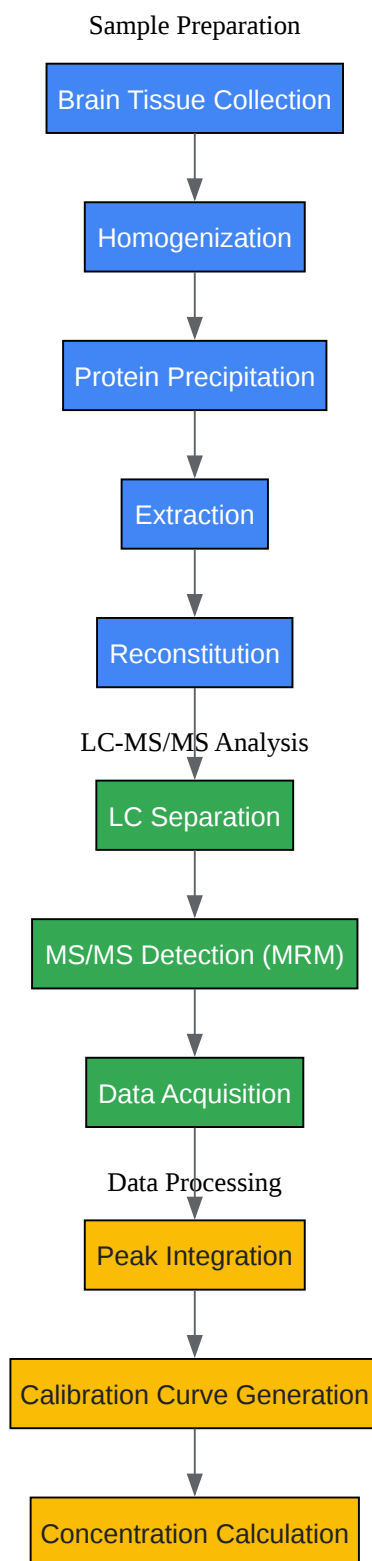 Sample Preparation
Brain Tissue Collection
Homogenization
Protein Precipitation
Extraction
Reconstitution
LC-MS/MS Analysis
LC Separation
MS/MS Detection (MRM)
Data Acquisition
Data Processing
Peak Integration
Calibration Curve Generation
Concentration Calculation